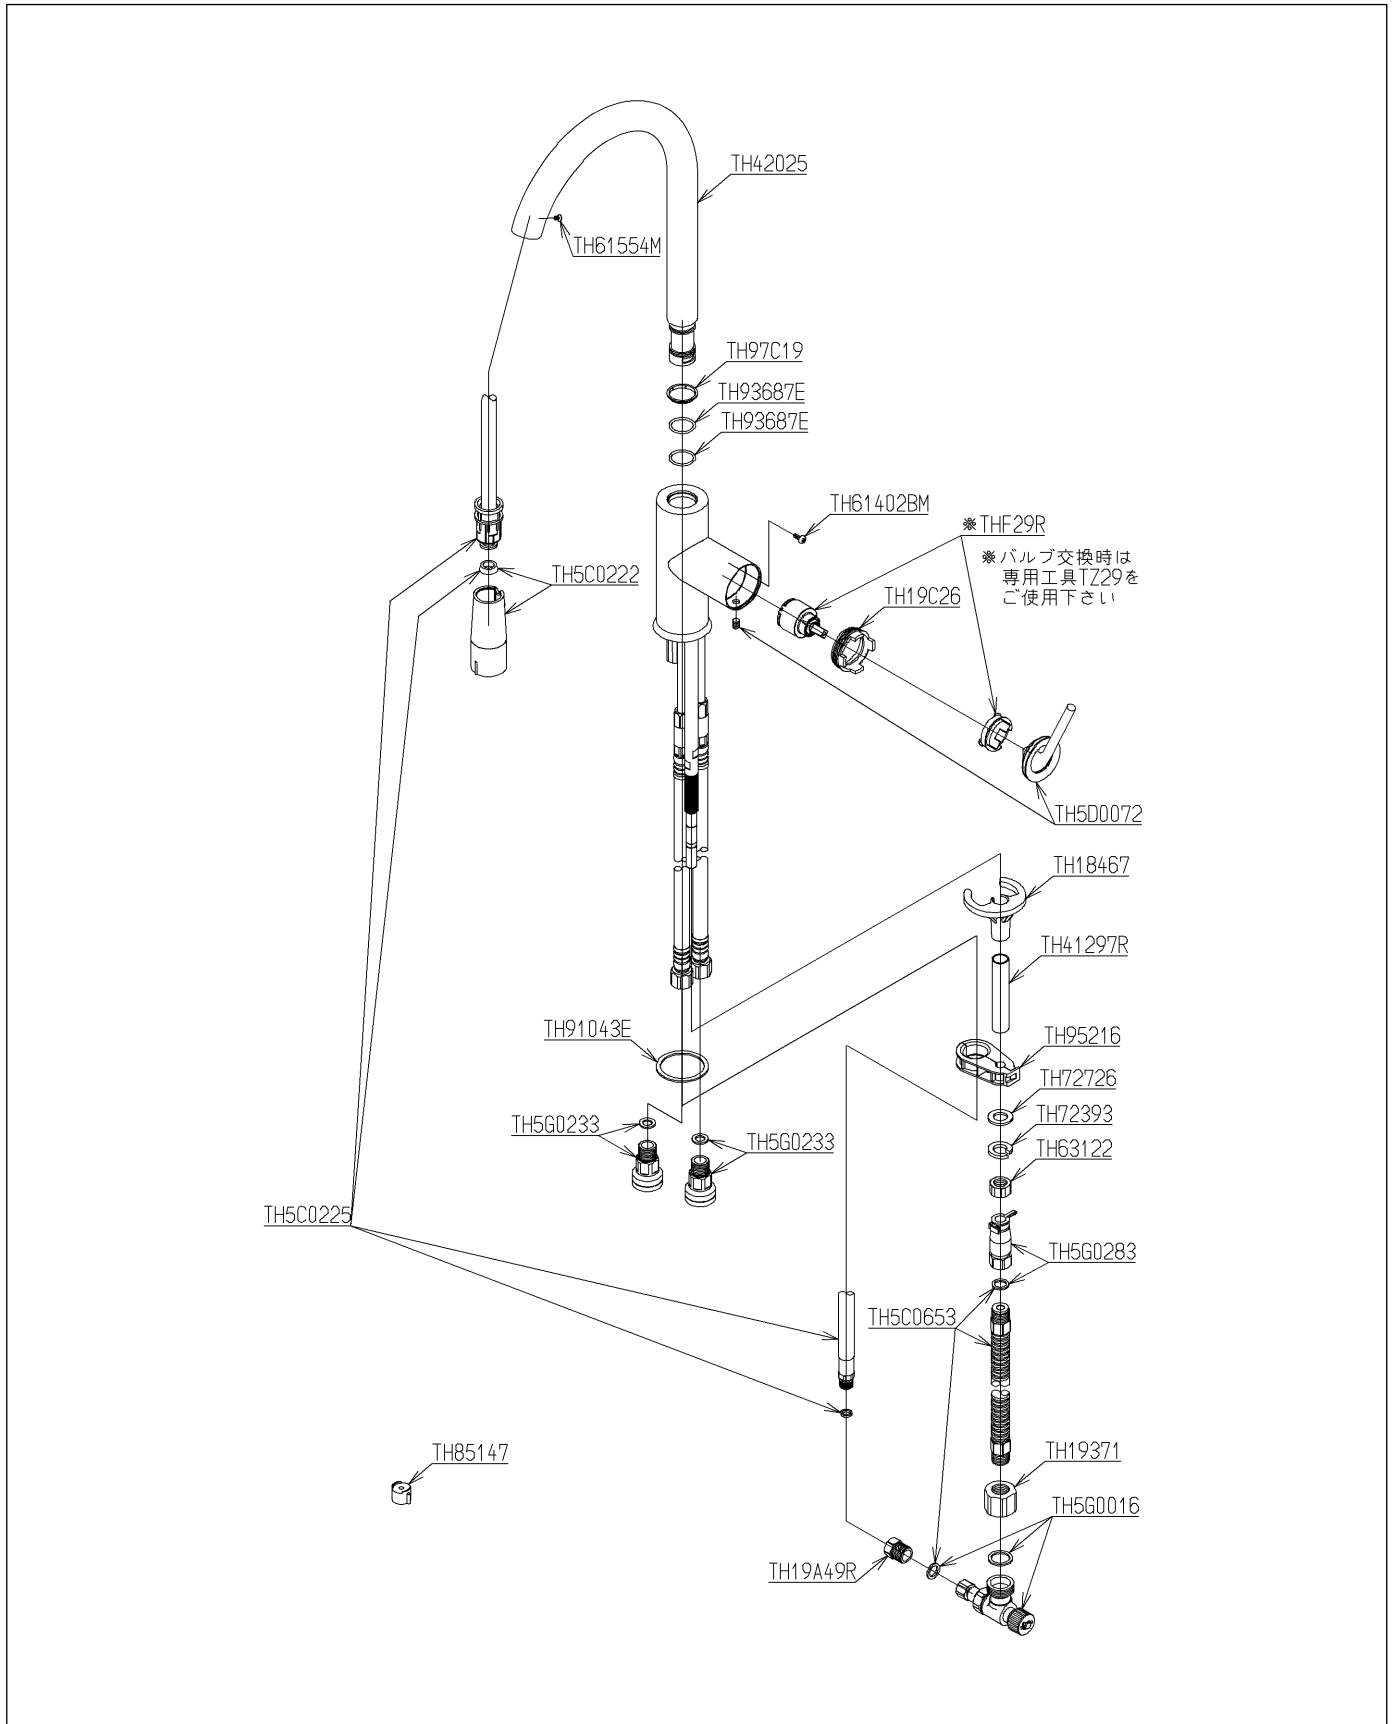 TH42025
TH61554M
TH97C19
TH93687E
TH93687E
TH61402BM
※THF29R
※バルブ交換時は
専用工具TZ29を
ご使用下さい
TH5C0222
TH19C26
TH5D0072
TH18467
TH41297R
TH91043E
TH95216
TH72726
TH5G0233
TH72393
TH5G0233
TH63122
TH5C0225
TH5G0283
TH5C0653
TH85147
TH19371
TH5G0016
TH19A49R